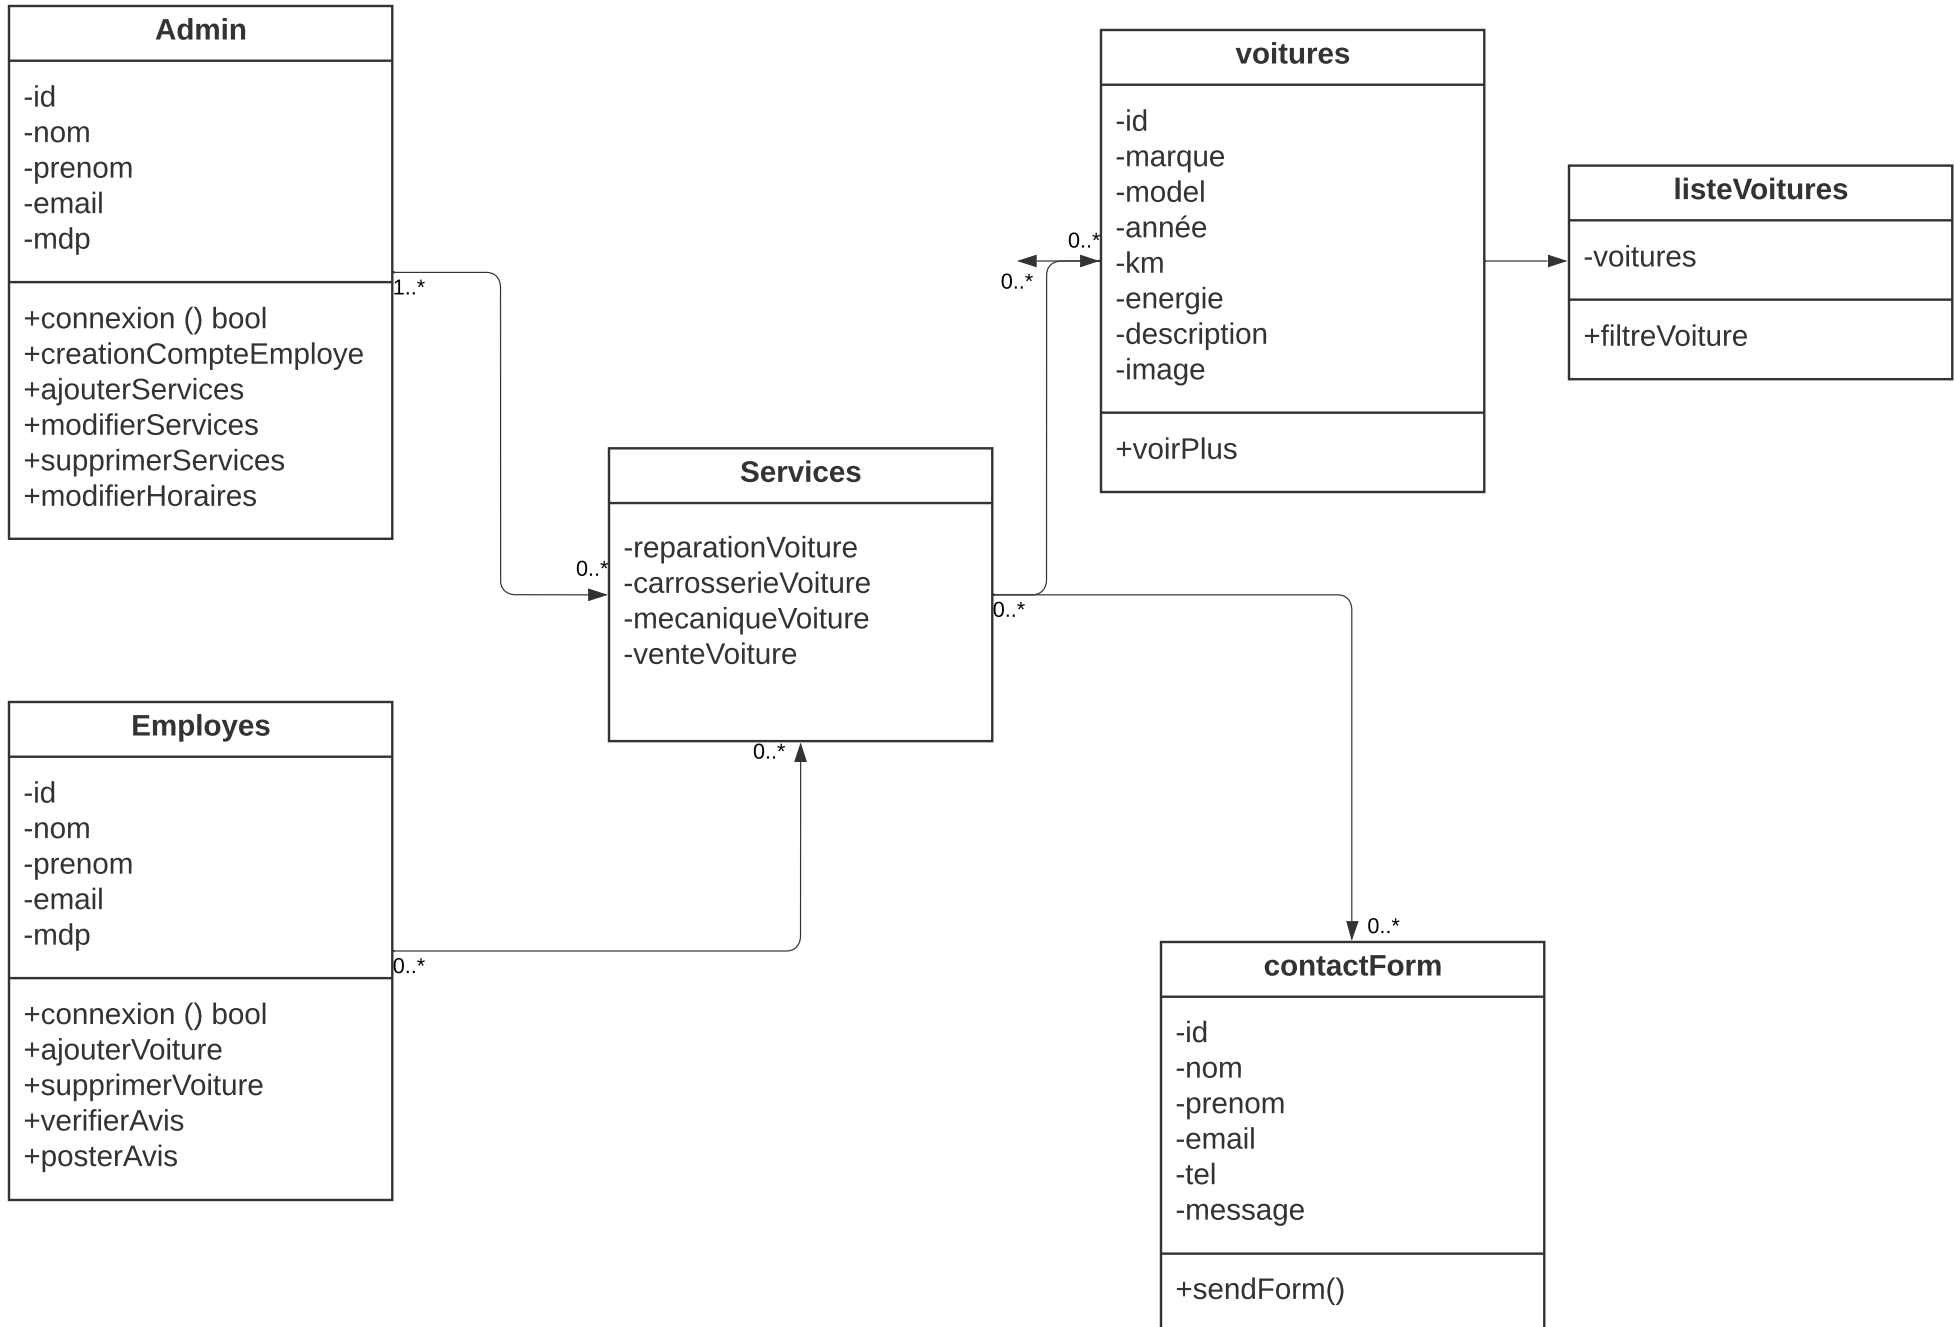 Admin
-id
-nom
-prenom
-email
-mdp
+connexion () bool
+creationCompteEmploye
+ajouterServices
+modifierServices
+supprimerServices
+modifierHoraires
1..*
0..*
Employes
-id
-nom
-prenom
-email
-mdp
+connexion () bool
+ajouterVoiture
+supprimerVoiture
+verifierAvis
+posterAvis
0..*
0..*
Services
-reparationVoiture
-carrosserieVoiture
-mecaniqueVoiture
-venteVoiture
0..*
0..*
0..*
voitures
-id
-marque
-model
-année
-km
-energie
-description
-image
+voirPlus
listeVoitures
-voitures
+filtreVoiture
0..*
contactForm
-id
-nom
-prenom
-email
-tel
-message
+sendForm()